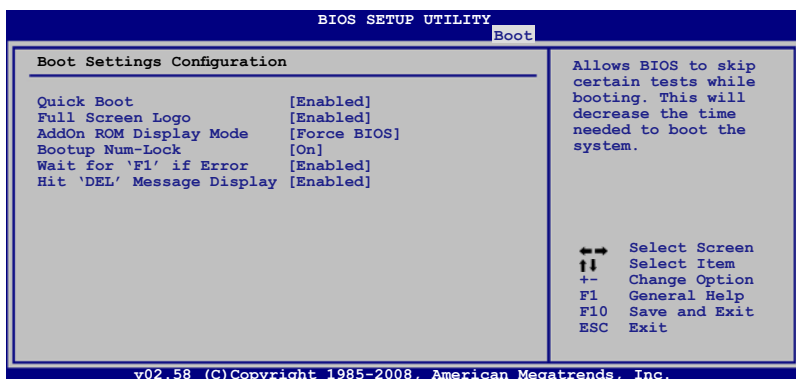 BIOS SETUP UTILITY
Boot
Boot Settings Configuration
Quick Boot [Enabled]
Full Screen Logo [Enabled]
AddOn ROM Display Mode [Force BIOS]
Bootup Num-Lock [On]
Wait for ‘F1’ if Error [Enabled]
Hit ‘DEL’ Message Display [Enabled]
Allows BIOS to skip
certain tests while
booting. This will
decrease the time
needed to boot the
system.
←→ Select Screen
↑↓ Select Item
+- Change Option
F1 General Help
F10 Save and Exit
ESC Exit
v02.58 (C)Copyright 1985-2008, American Megatrends, Inc.